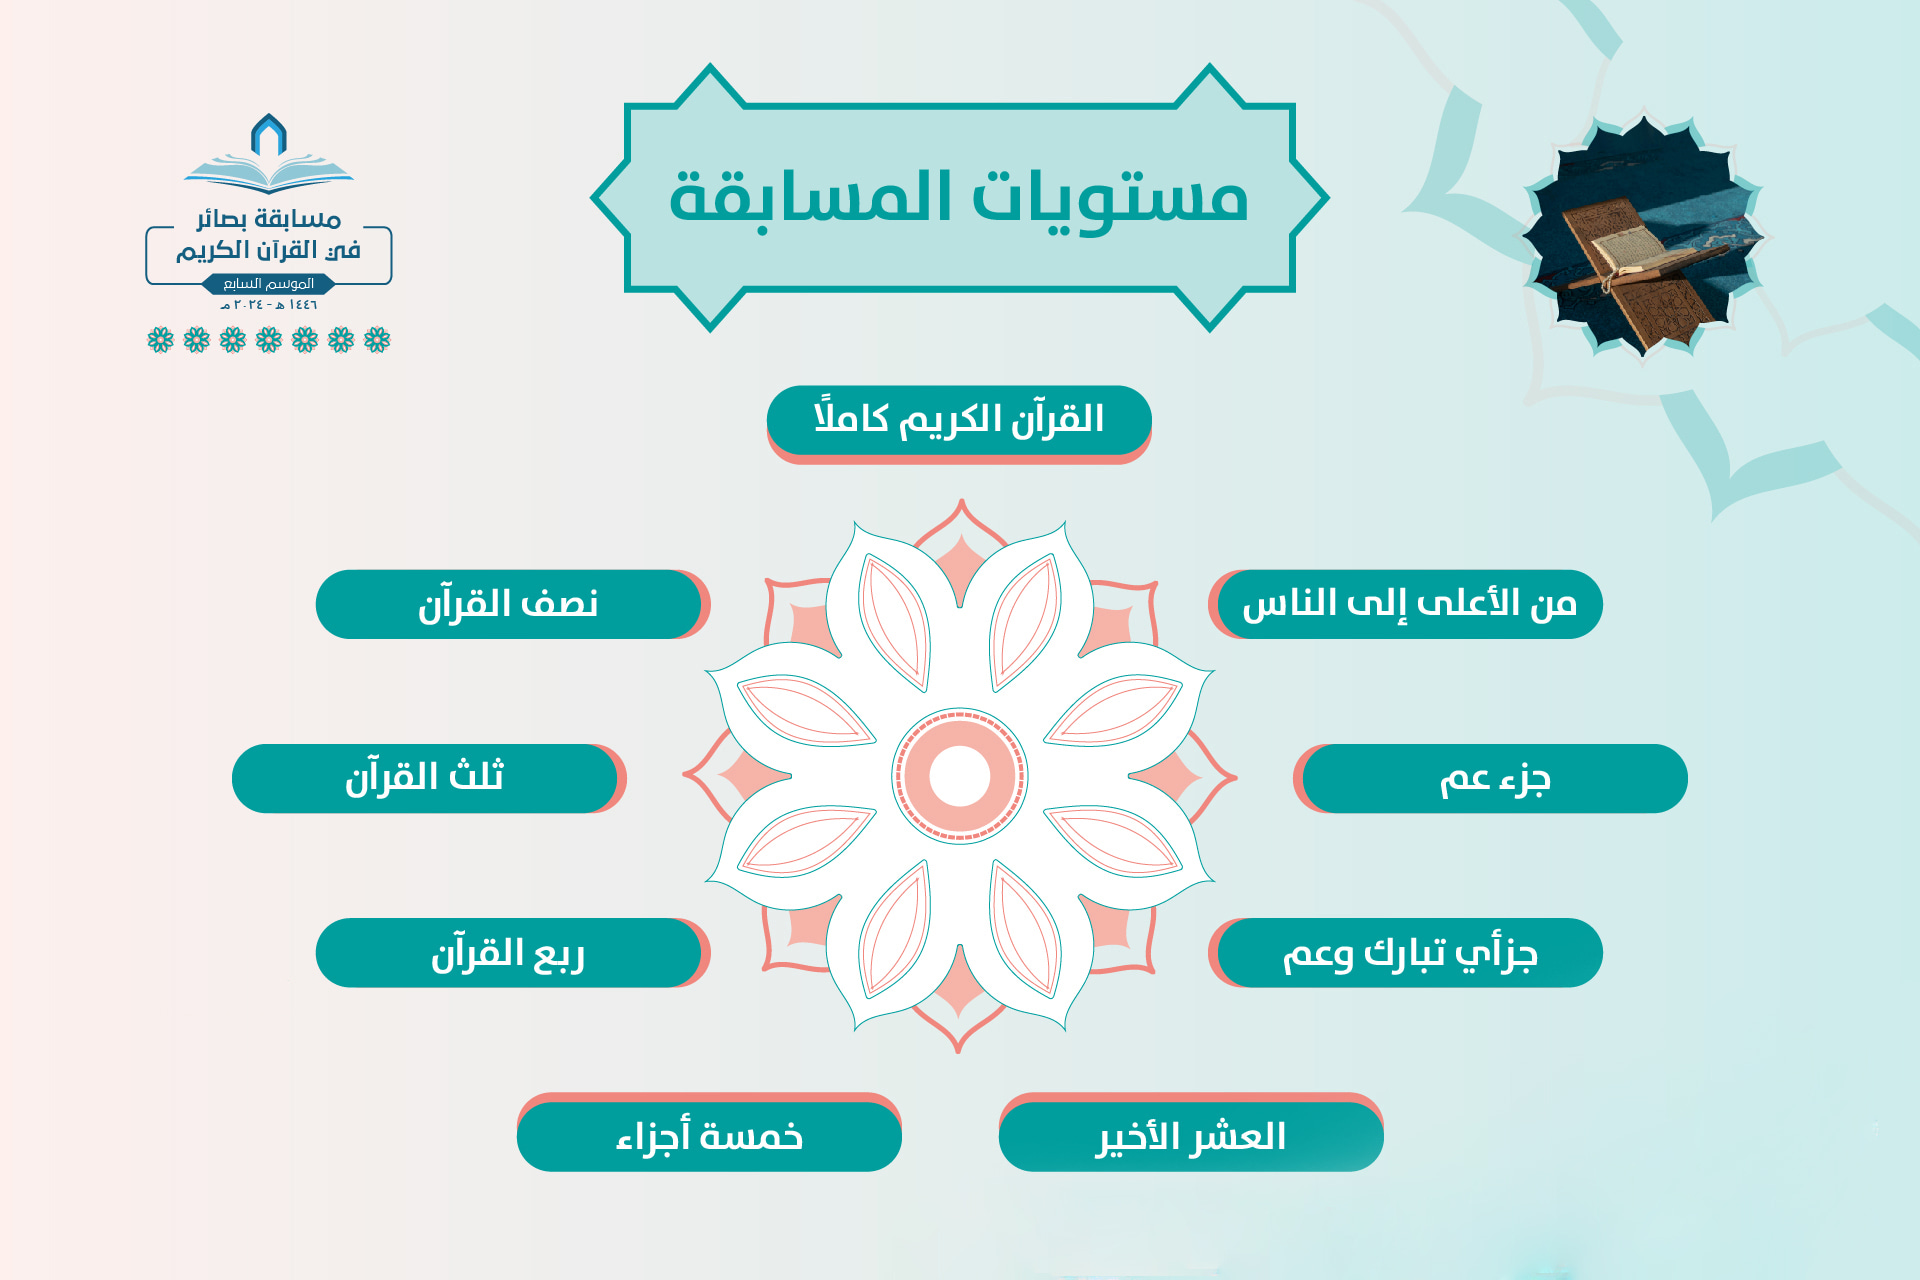 مستويات المسابقة
مسابقة بصائر
في القرآن الكريم
الموسم السابع
١٤٤٦ هـ - ٢٠٢٤ م
القرآن الكريم كاملاً
من الأعلى إلى الناس
نصف القرآن
جزء عم
ثلث القرآن
جزأي تبارك وعم
ربع القرآن
العشر الأخير
خمسة أجزاء